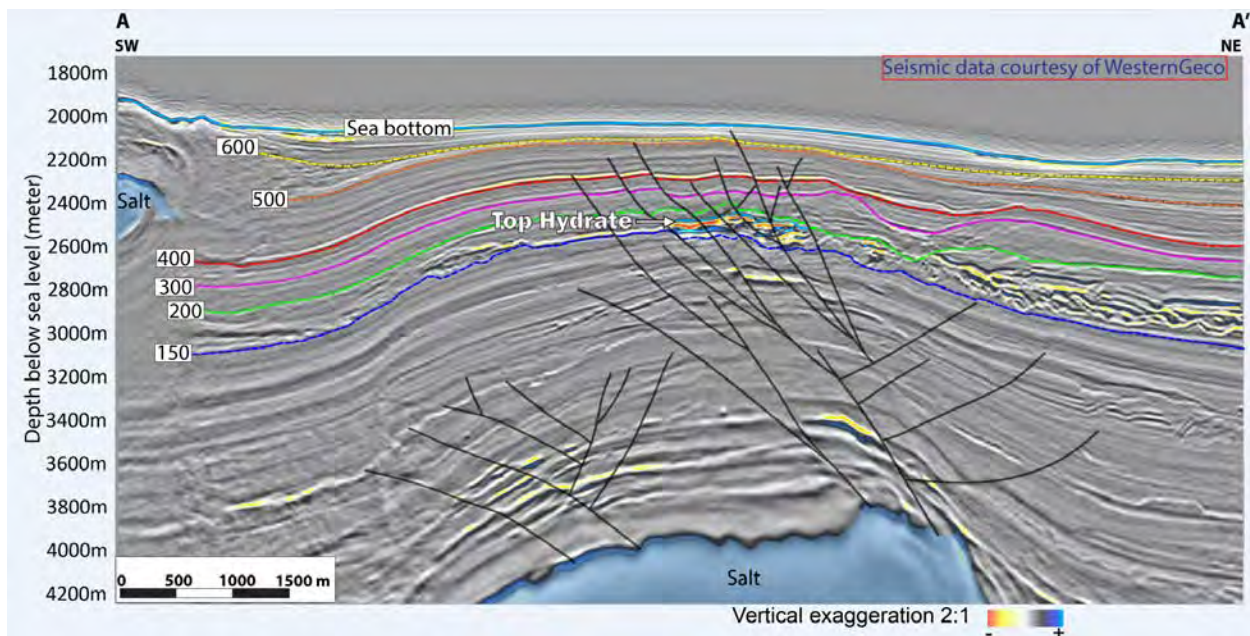 A
SW
A'
NE
Seismic data courtesy of WesternGeco
Depth below sea level (meter)
1800m
2000m
2200m
2400m
2600m
2800m
3000m
3200m
3400m
3600m
3800m
4000m
4200m
Sea bottom
600
500
Salt
Top Hydrate
400
300
200
150
Salt
0 500 1000 1500 m
Vertical exaggeration 2:1
- +